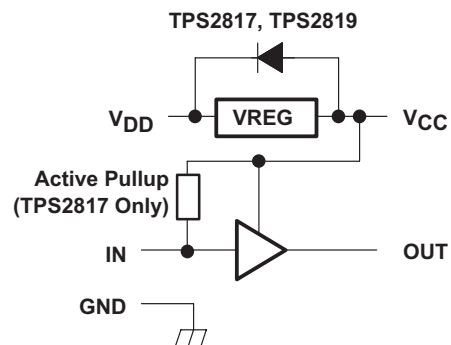 TPS2817, TPS2819
VDD
VREG
VCC
Active Pullup
(TPS2817 Only)
IN
OUT
GND